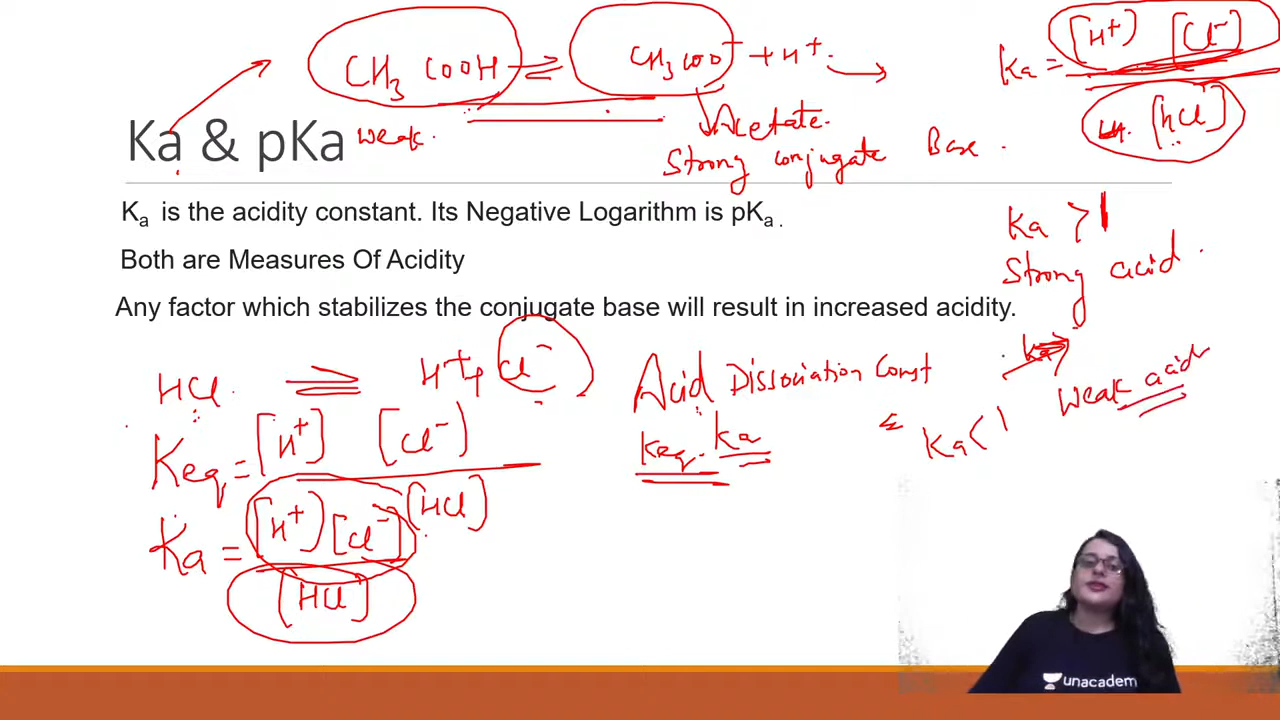 CH3 COOH ⇌ CH3COO⁻ + H⁺ →
Ka = [H⁺] [Cl⁻]
[HCl]
Ka & pKa
weak.
Acetate.
Strong conjugate Base.
Ka is the acidity constant. Its Negative Logarithm is pKa.
Ka > 1
Strong acid.
Both are Measures Of Acidity
Any factor which stabilizes the conjugate base will result in increased acidity.
HCl ⇌ H⁺ + Cl⁻
Acid Dissociation Const
Weak acid
Keq = [H⁺] [Cl⁻]
[HCl]
Keq. Ka
Ka < 1
Ka = [H⁺] [Cl⁻]
[HCl]
unacadem